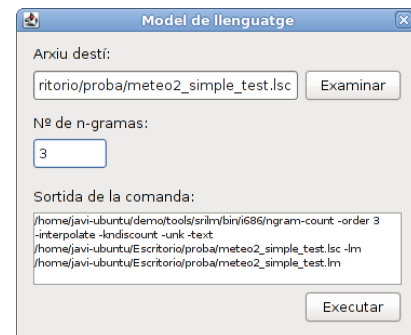 Model de llenguatge
Arxiu destí:
ritorio/proba/meteo2_simple_test.lsc
Examinar
Nº de n-gramas:
3
Sortida de la comanda:
/home/javi-ubuntu/demo/tools/srilm/bin/i686/ngram-count -order 3
-interpolate -kndiscount -unk -text
/home/javi-ubuntu/Escritorio/proba/meteo2_simple_test.lsc -lm
/home/javi-ubuntu/Escritorio/proba/meteo2_simple_test.lm
Executar